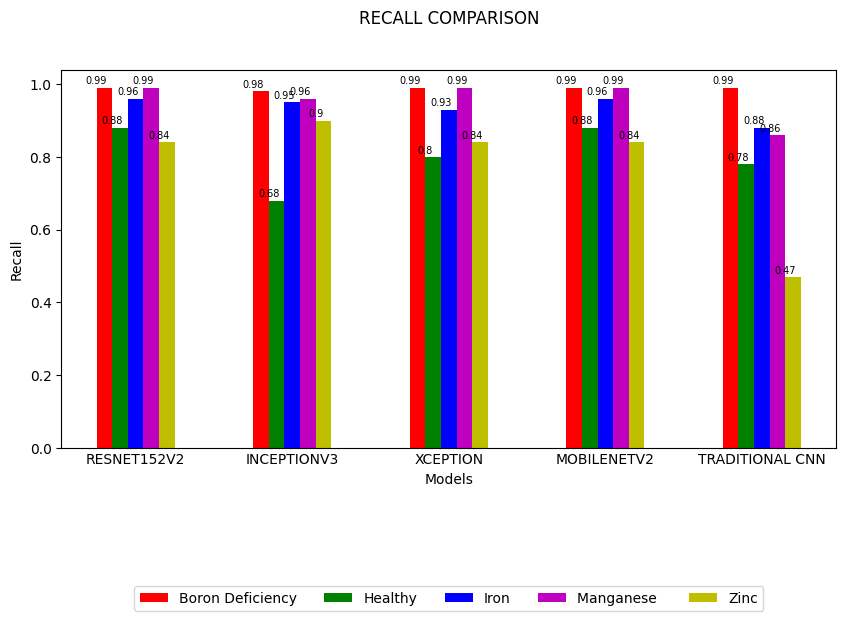 RECALL COMPARISON
Recall
1.0
0.8
0.6
0.4
0.2
0.0
0.99 0.88 0.96 0.99 0.84
0.98 0.68 0.95 0.96 0.9
0.99 0.8 0.93 0.99 0.84
0.99 0.88 0.96 0.99 0.84
0.99 0.78 0.88 0.86 0.47
RESNET152V2 INCEPTIONV3 XCEPTION MOBILENETV2 TRADITIONAL CNN
Models
Boron Deficiency Healthy Iron Manganese Zinc